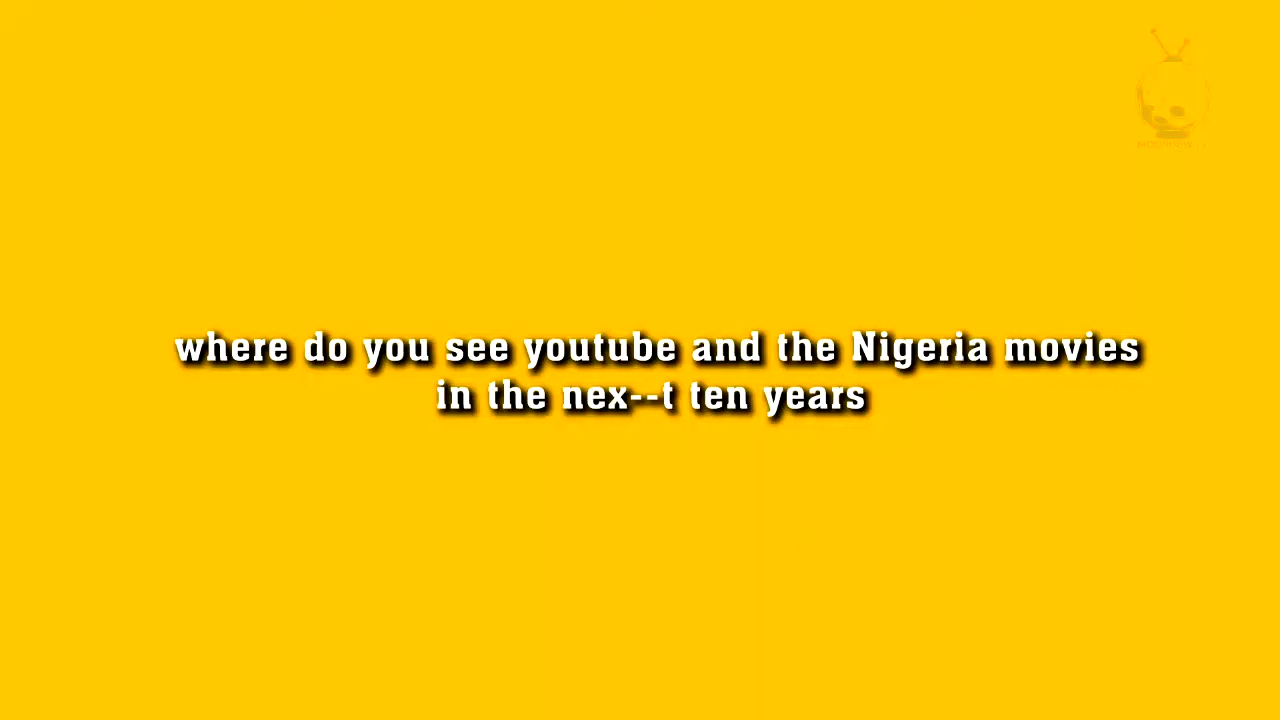 where do you see youtube and the Nigeria movies
in the nex--t ten years